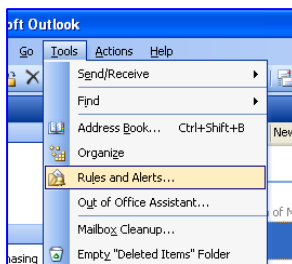 oft Outlook
Go Tools Actions Help
Send/Receive
Find
Address Book... Ctrl+Shift+B
New
Organize
Rules and Alerts...
Out of Office Assistant...
of M
Mailbox Cleanup...
hasing
Empty "Deleted Items" Folder